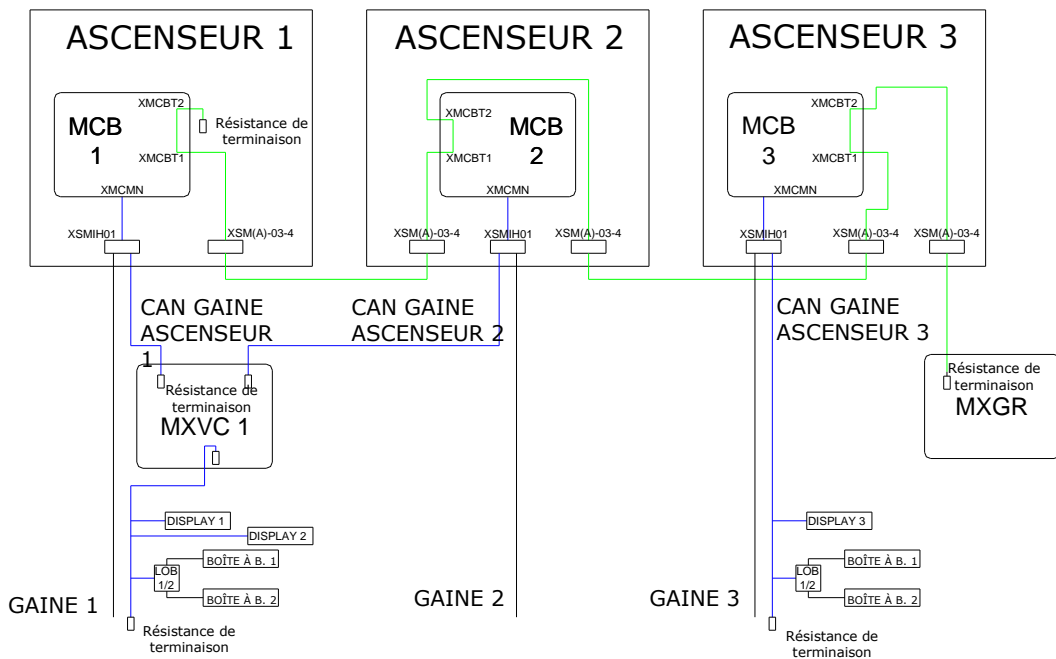 ASCENSEUR 1
ASCENSEUR 2
ASCENSEUR 3
XMCBT2
MCB
1
Résistance de
terminaison
XMCBT1
XMCMN
XSMIH01
XSM(A)-03-4
XMCBT2
MCB
2
XMCBT1
XMCMN
XSM(A)-03-4
XSMIH01
XSM(A)-03-4
XMCBT2
MCB
3
XMCBT1
XMCMN
XSMIH01
XSM(A)-03-4
XSM(A)-03-4
CAN GAINE
ASCENSEUR
1
CAN GAINE
ASCENSEUR 2
CAN GAINE
ASCENSEUR 3
Résistance de
terminaison
MXVC 1
Résistance de
terminaison
MXGR
DISPLAY 1
DISPLAY 2
LOB
1/2
BOÎTE À B. 1
BOÎTE À B. 2
DISPLAY 3
LOB
1/2
BOÎTE À B. 1
BOÎTE À B. 2
GAINE 1
GAINE 2
GAINE 3
Résistance de
terminaison
Résistance de
terminaison